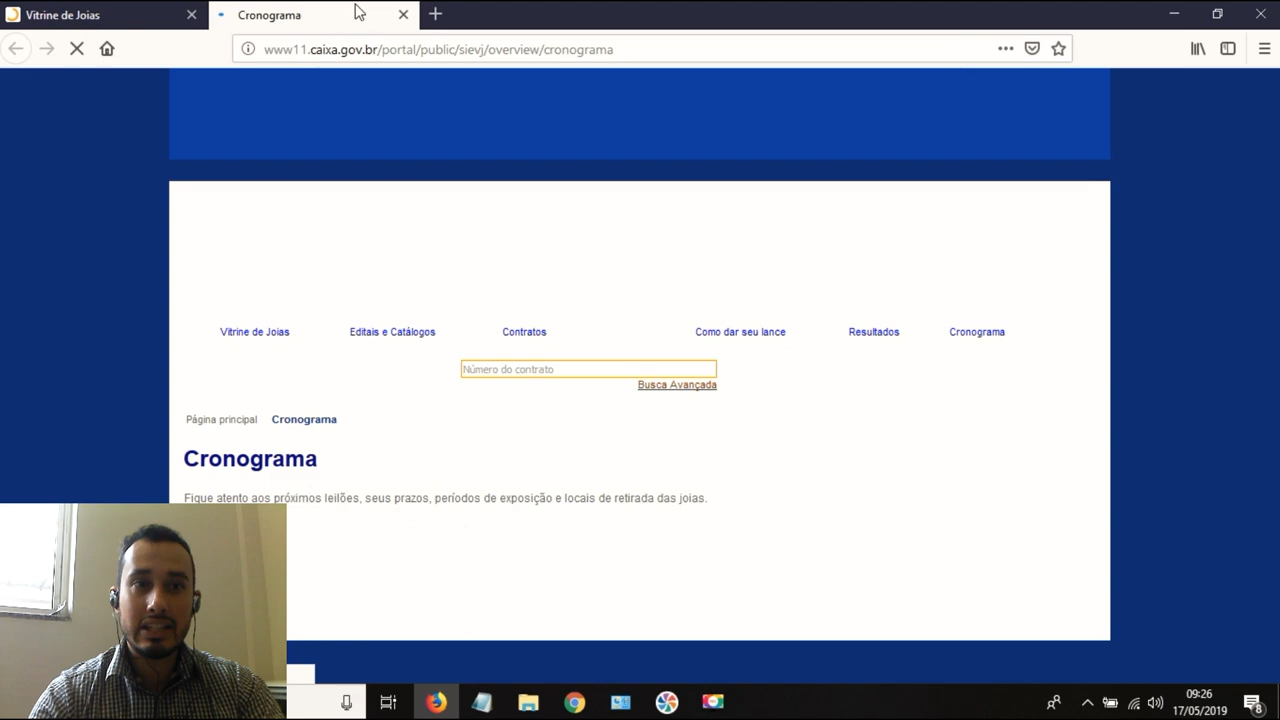 Vitrine de Joias
Cronograma
www11.caixa.gov.br/portal/public/sievj/overview/cronograma
Vitrine de Joias
Editais e Catálogos
Contratos
Como dar seu lance
Resultados
Cronograma
Número do contrato
Busca Avançada
Página principal
Cronograma
Cronograma
Fique atento aos próximos leilões, seus prazos, períodos de exposição e locais de retirada das joias.
09:26
17/05/2019
8